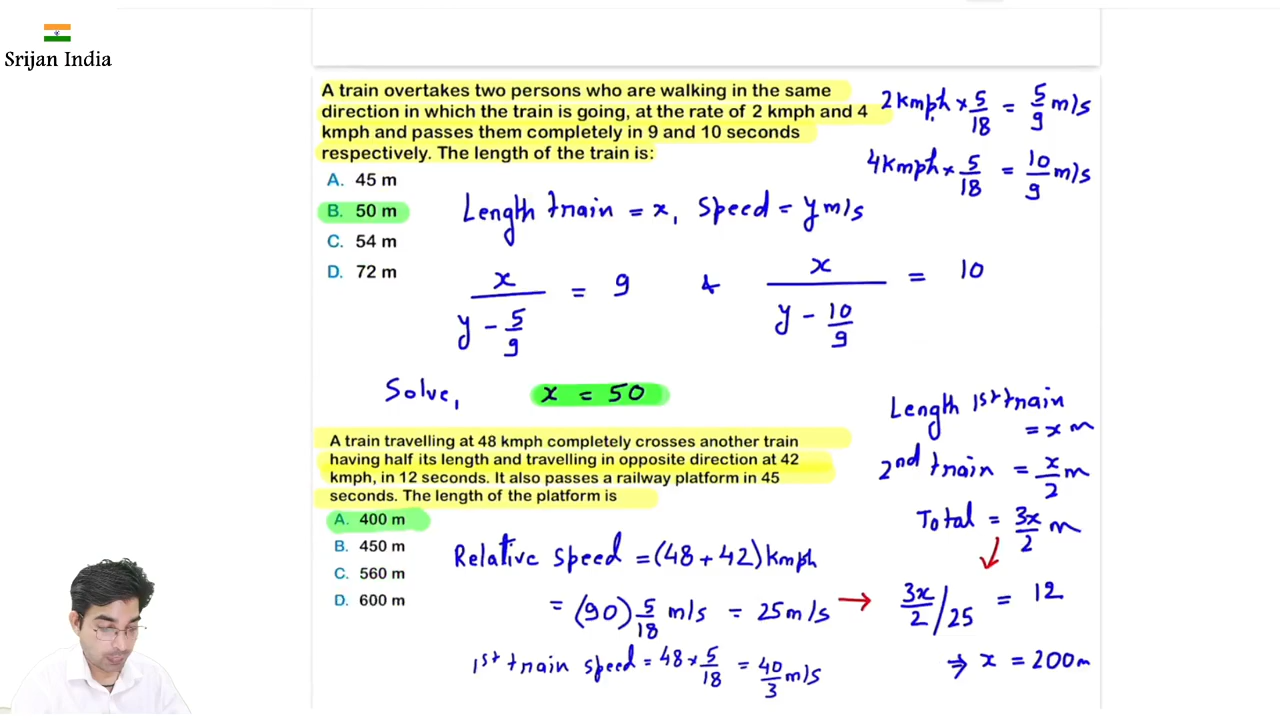 Srijan India
A train overtakes two persons who are walking in the same
direction in which the train is going, at the rate of 2 kmph and 4
kmph and passes them completely in 9 and 10 seconds
respectively. The length of the train is:
2 kmph × 5/18 = 5/9 m/s
4 kmph × 5/18 = 10/9 m/s
A. 45 m
B. 50 m
C. 54 m
D. 72 m
Length train = x, Speed = y m/s
x/(y - 5/9) = 9 & x/(y - 10/9) = 10
Solve, x = 50
A train travelling at 48 kmph completely crosses another train
having half its length and travelling in opposite direction at 42
kmph, in 12 seconds. It also passes a railway platform in 45
seconds. The length of the platform is
A. 400 m
B. 450 m
C. 560 m
D. 600 m
Length 1st train
= x m
2nd train = x/2 m
Total = 3x/2 m
Relative speed = (48 + 42) kmph
= (90) 5/18 m/s = 25 m/s → 3x/2 / 25 = 12
1st train speed = 48 × 5/18 = 40/3 m/s
⇒ x = 200 m